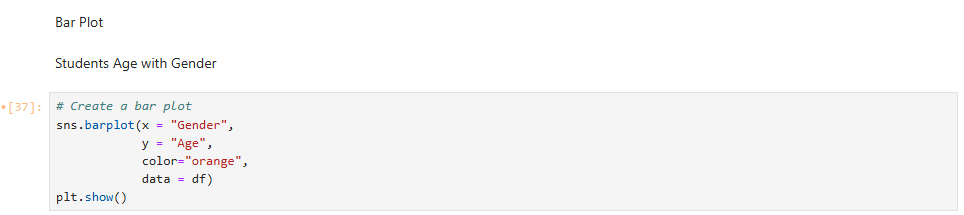 Bar Plot
Students Age with Gender
•[37]:
# Create a bar plot
sns.barplot(x = "Gender",
            y = "Age",
            color="orange",
            data = df)
plt.show()